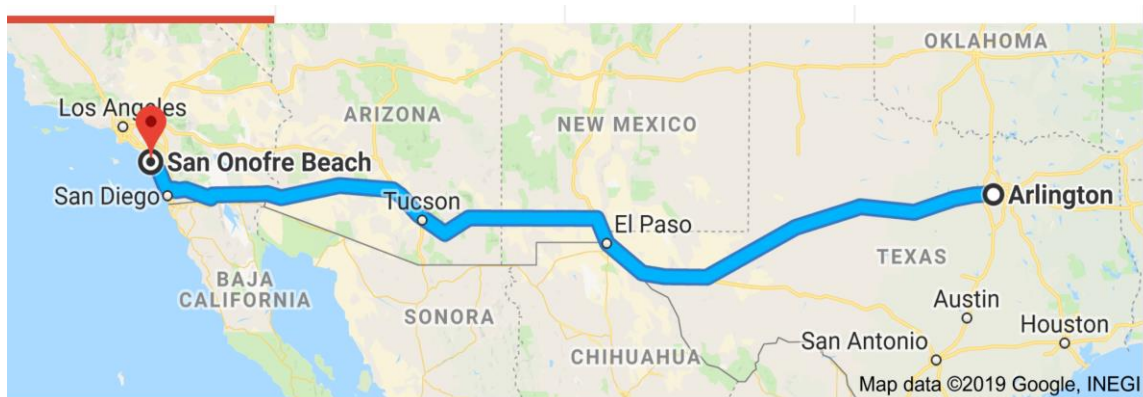 OKLAHOMA
Los Angeles
ARIZONA
NEW MEXICO
San Onofre Beach
San Diego
Tucson
Arlington
El Paso
TEXAS
BAJA
CALIFORNIA
SONORA
Austin
Houston
San Antonio
CHIHUAHUA
Map data ©2019 Google, INEGI